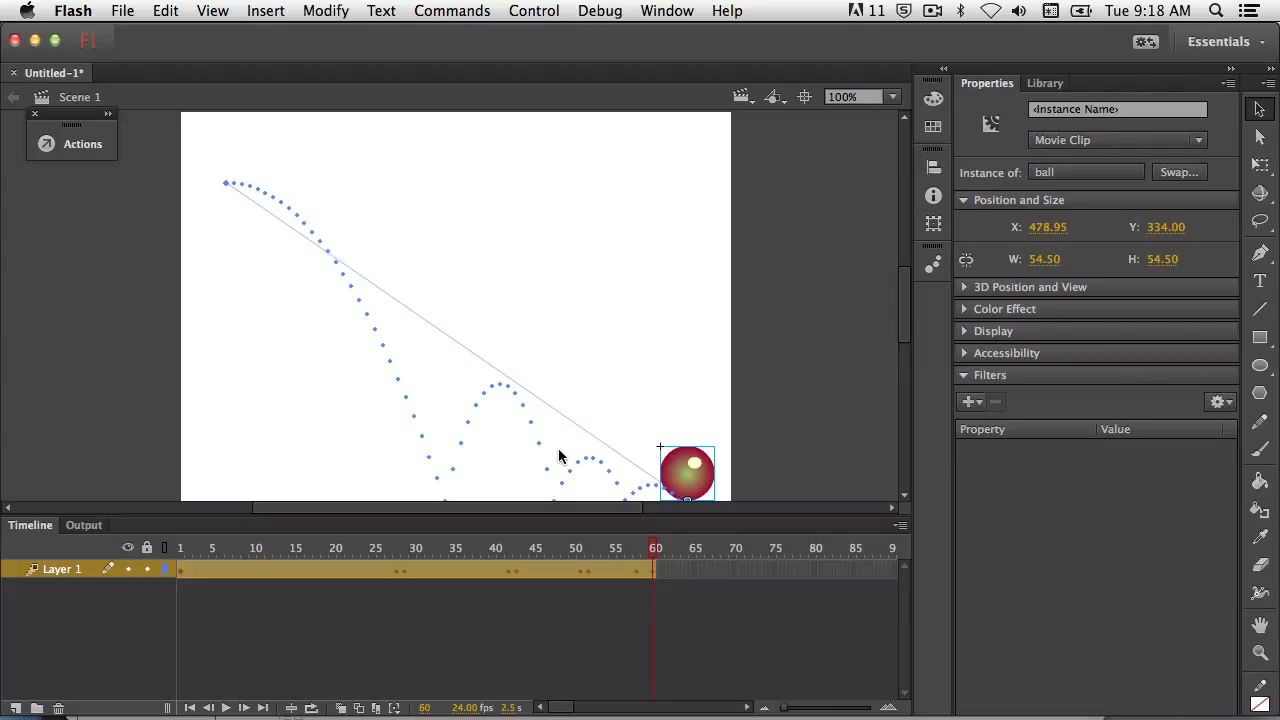 Flash File Edit View Insert Modify Text Commands Control Debug Window Help 11 Tue 9:18 AM
Fl Essentials
Untitled-1*
Properties Library
Scene 1 100%
<Instance Name>
Actions
Movie Clip
Instance of: ball Swap...
Position and Size
X: 478.95 Y: 334.00
W: 54.50 H: 54.50
3D Position and View
Color Effect
Display
Accessibility
Filters
Property Value
Timeline Output
1 5 10 15 20 25 30 35 40 45 50 55 60 65 70 75 80 85 9
Layer 1
60 24.00 fps 2.5 s